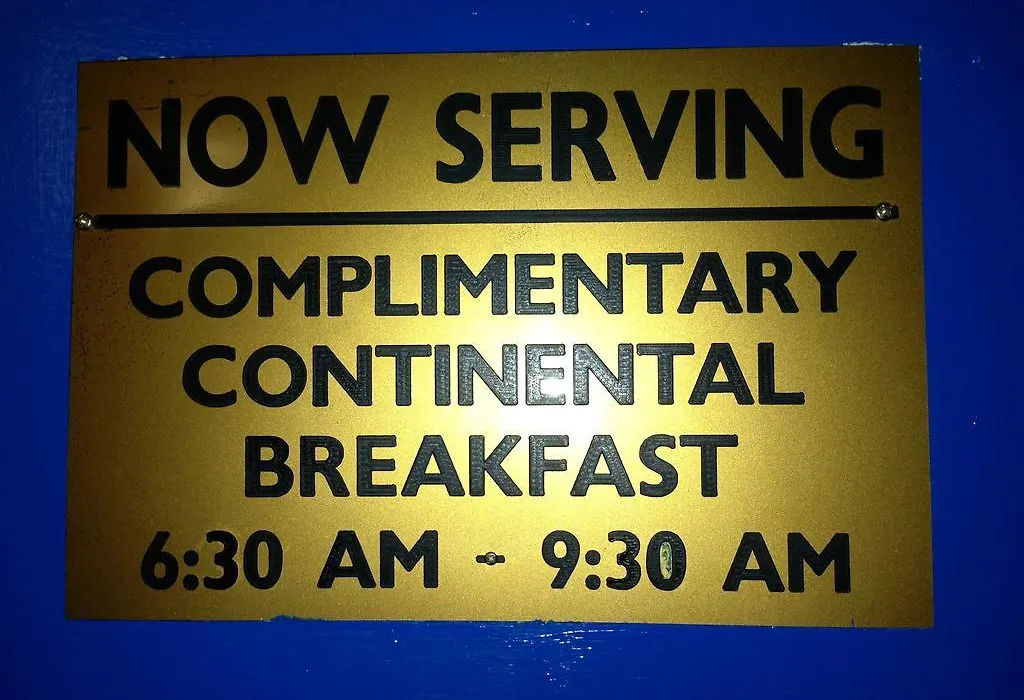 NOW SERVING
COMPLIMENTARY
CONTINENTAL
BREAKFAST
6:30 AM - 9:30 AM